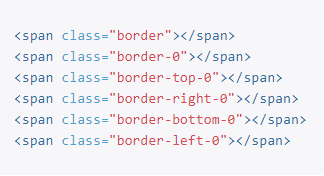 <span class="border"></span>
<span class="border-0"></span>
<span class="border-top-0"></span>
<span class="border-right-0"></span>
<span class="border-bottom-0"></span>
<span class="border-left-0"></span>